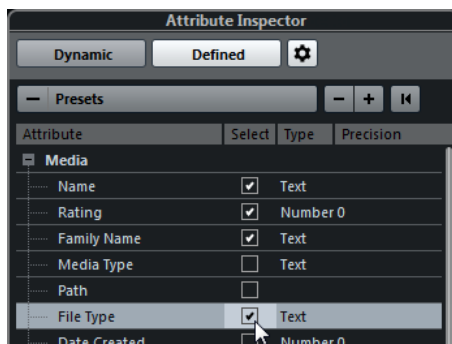 Attribute Inspector
Dynamic Defined
Presets
Attribute Select Type Precision
Media
Name Text
Rating Number 0
Family Name Text
Media Type Text
Path
File Type Text
Date Created Number 0